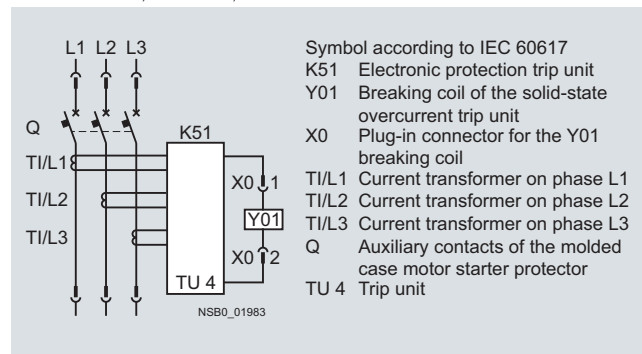 L1 L2 L3
Q
K51
TI/L1
TI/L2
TI/L3
X0 1
Y01
X0 2
TU 4
NSB0_01983
Symbol according to IEC 60617
K51 Electronic protection trip unit
Y01 Breaking coil of the solid-state
overcurrent trip unit
X0 Plug-in connector for the Y01
breaking coil
TI/L1 Current transformer on phase L1
TI/L2 Current transformer on phase L2
TI/L3 Current transformer on phase L3
Q Auxiliary contacts of the molded
case motor starter protector
TU 4 Trip unit